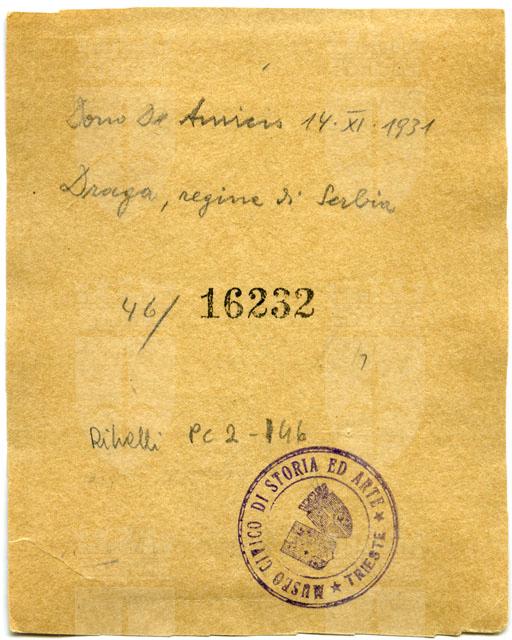 Dono De Amicis 14·XI·1931
Draga, regina di Serbia
46/ 16232
Rihelli PC 2-146
MUSEO CIVICO DI STORIA ED ARTE ★ TRIESTE ★